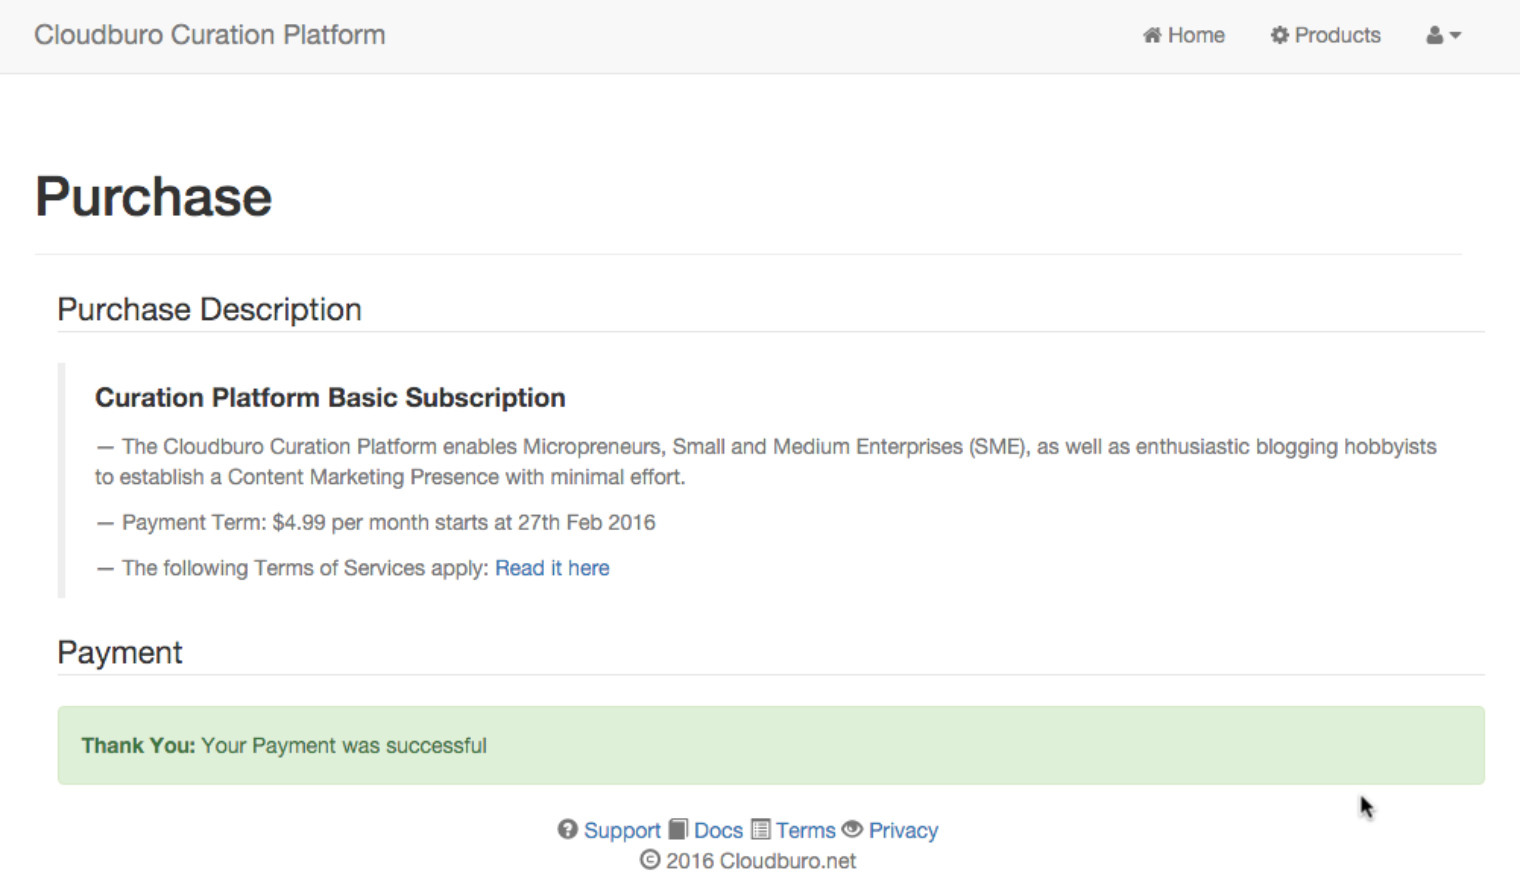 Cloudburo Curation Platform
Home
Products
Purchase
Purchase Description
Curation Platform Basic Subscription
— The Cloudburo Curation Platform enables Micropreneurs, Small and Medium Enterprises (SME), as well as enthusiastic blogging hobbyists
to establish a Content Marketing Presence with minimal effort.
— Payment Term: $4.99 per month starts at 27th Feb 2016
— The following Terms of Services apply: Read it here
Payment
Thank You: Your Payment was successful
Support Docs Terms Privacy
© 2016 Cloudburo.net